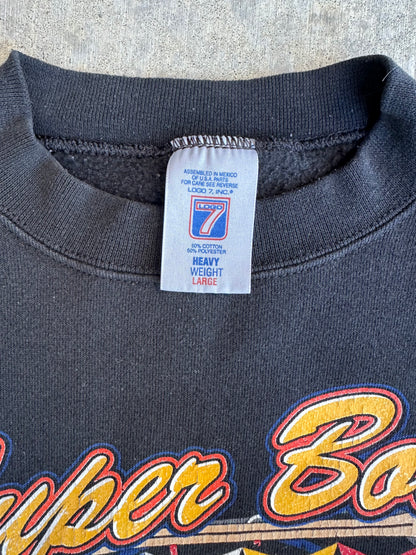 ASSEMBLED IN MEXICO
OF U.S.A. PARTS
FOR CARE SEE REVERSE
LOGO 7, INC.®
LOGO
7
50% COTTON
50% POLYESTER
HEAVY
WEIGHT
LARGE
Super Bo